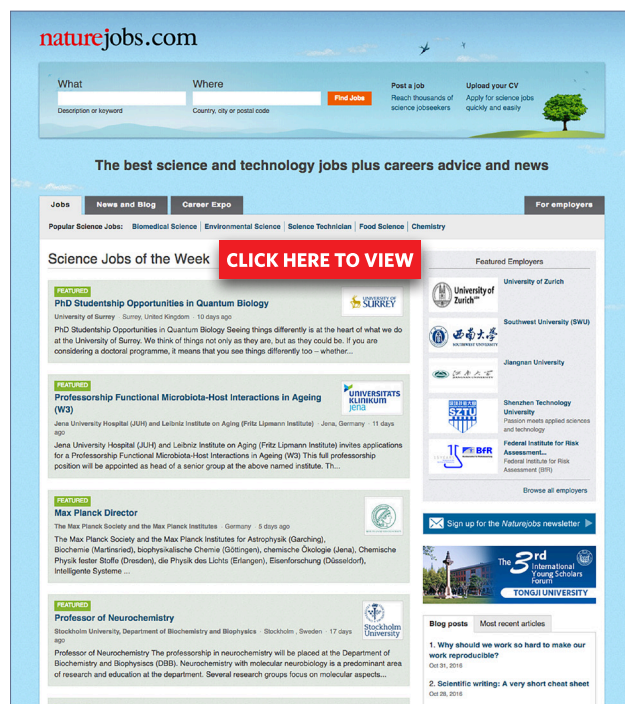 naturejobs.com
What
Where
Find Jobs
Description or keyword
Country, city or postal code
Post a job
Reach thousands of
science jobseekers
Upload your CV
Apply for science jobs
quickly and easily
The best science and technology jobs plus careers advice and news
Jobs
News and Blog
Career Expo
For employers
Popular Science Jobs: Biomedical Science | Environmental Science | Science Technician | Food Science | Chemistry
Science Jobs of the Week
CLICK HERE TO VIEW
FEATURED
PhD Studentship Opportunities in Quantum Biology
University of Surrey · Surrey, United Kingdom · 10 days ago
PhD Studentship Opportunities in Quantum Biology Seeing things differently is at the heart of what we do
at the University of Surrey. We think of things not only as they are, but as they could be. If you are
considering a doctoral programme, it means that you see things differently too – whether...
UNIVERSITY OF
SURREY
FEATURED
Professorship Functional Microbiota-Host Interactions in Ageing
(W3)
Jena University Hospital (JUH) and Leibniz Institute on Aging (Fritz Lipmann Institute) · Jena, Germany · 11 days
ago
Jena University Hospital (JUH) and Leibniz Institute on Aging (Fritz Lipmann Institute) invites applications
for a Professorship Functional Microbiota-Host Interactions in Ageing (W3) This full professorship
position will be appointed as head of a senior group at the above named institute. Th...
UNIVERSITÄTS
KLINIKUM
jena
FEATURED
Max Planck Director
The Max Planck Society and the Max Planck Institutes · Germany · 5 days ago
The Max Planck Society and the Max Planck Institutes for Astrophysik (Garching),
Biochemie (Martinsried), biophysikalische Chemie (Göttingen), chemische Ökologie (Jena), Chemische
Physik fester Stoffe (Dresden), die Physik des Lichts (Erlangen), Eisenforschung (Düsseldorf),
Intelligente Systeme ...
FEATURED
Professor of Neurochemistry
Stockholm University, Department of Biochemistry and Biophysics · Stockholm , Sweden · 17 days
ago
Professor of Neurochemistry The professorship in neurochemistry will be placed at the Department of
Biochemistry and Biophysiscs (DBB). Neurochemistry with molecular neurobiology is a predominant area
of research and education at the department. Several research groups focus on molecular aspects...
Stockholm
University
Featured Employers
University of
Zurich
University of Zurich
西南大学
SOUTHWEST UNIVERSITY
Southwest University (SWU)
江南大学
Jiangnan University
SZTU
Shenzhen Technology
University
Passion meets applied sciences
and technology
BfR
Federal Institute for Risk
Assessment...
Federal Institute for Risk
Assessment (BfR)
Browse all employers
Sign up for the Naturejobs newsletter
The 3rd International
Young Scholars
Forum
TONGJI UNIVERSITY
Blog posts
Most recent articles
1. Why should we work so hard to make our
work reproducible?
Oct 31, 2016
2. Scientific writing: A very short cheat sheet
Oct 28, 2016